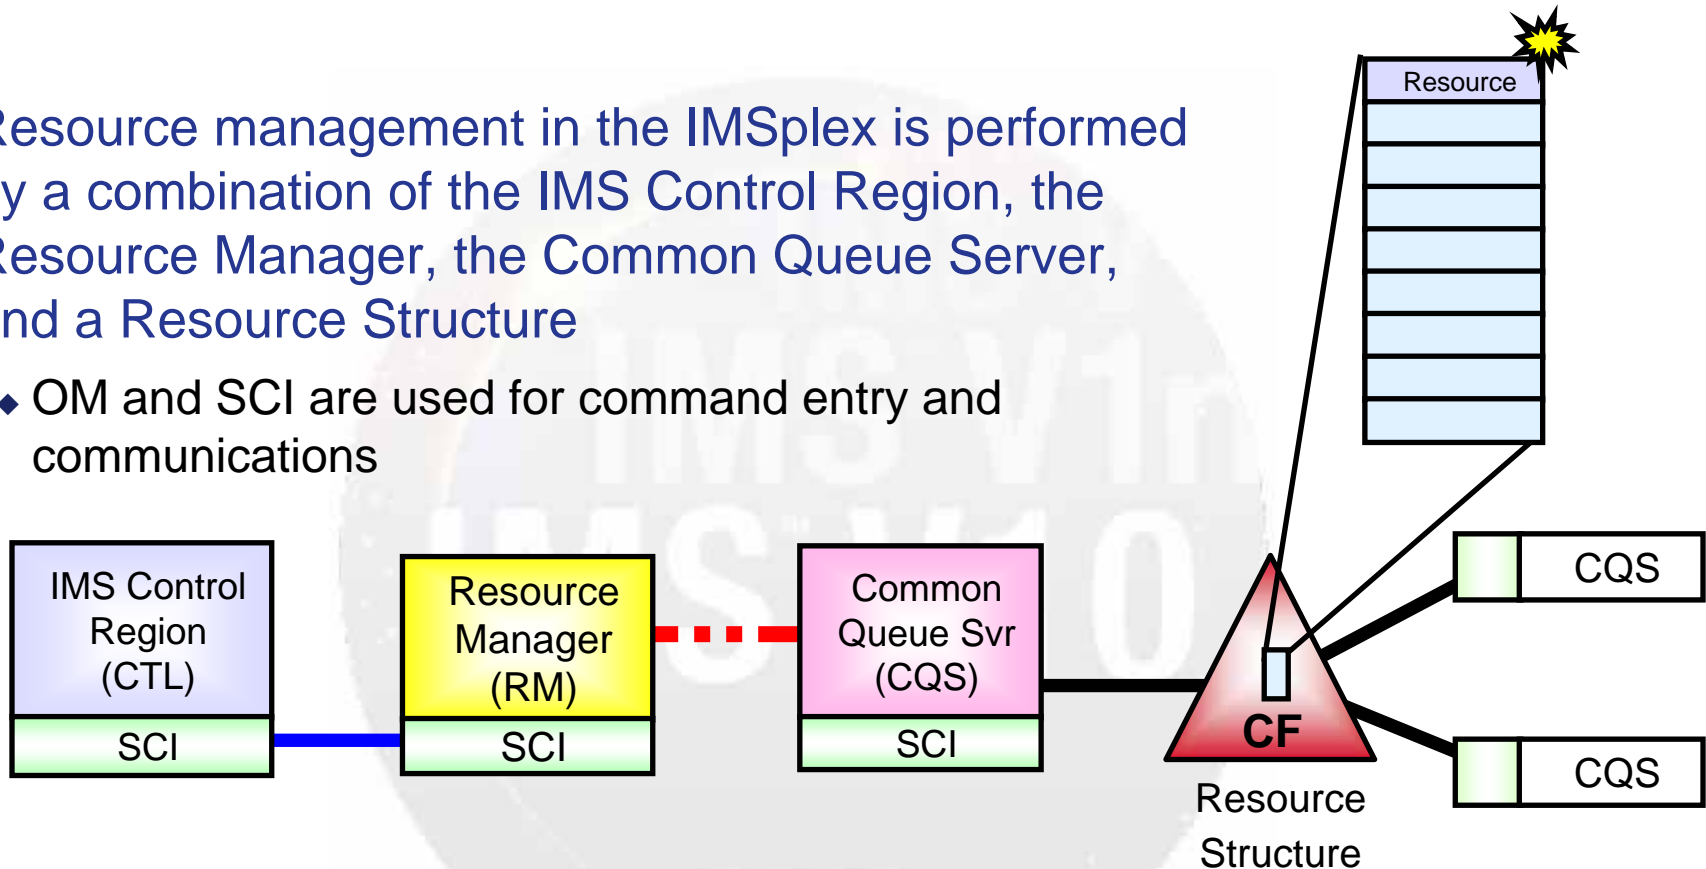 Resource
Resource management in the IMSplex is performed
y a combination of the IMS Control Region, the
Resource Manager, the Common Queue Server,
nd a Resource Structure
OM and SCI are used for command entry and
communications
IMS Control
Region
(CTL)
SCI
Resource
Manager
(RM)
SCI
Common
Queue Svr
(CQS)
SCI
CF
Resource
Structure
CQS
CQS